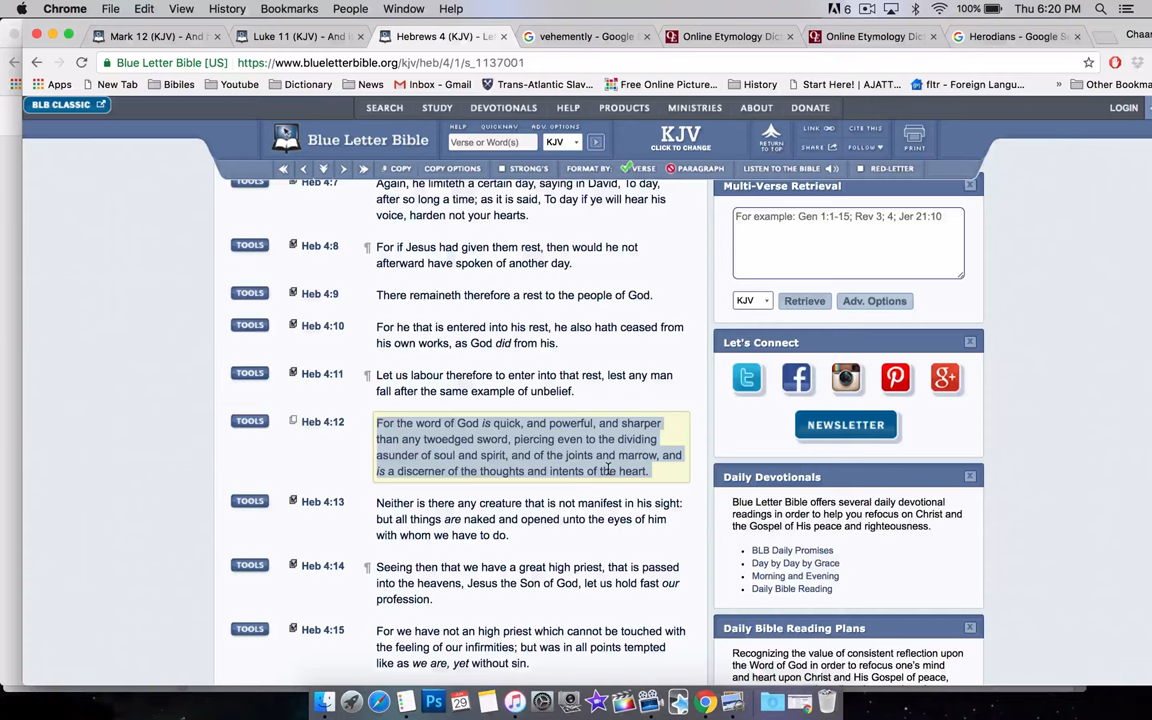 Chrome File Edit View History Bookmarks People Window Help 6 100% Thu 6:20 PM
Mark 12 (KJV) - And Luke 11 (KJV) - And Hebrews 4 (KJV) - Le vehemently - Google Online Etymology Dic Online Etymology Dic Herodians - Google S Chaar
Blue Letter Bible [US] https://www.blueletterbible.org/kjv/heb/4/1/s_1137001
Apps New Tab Bibiles Youtube Dictionary News Inbox - Gmail Trans-Atlantic Slav... Free Online Picture... History Start Here! | AJATT... fltr - Foreign Langu... » Other Bookmar
BLB CLASSIC SEARCH STUDY DEVOTIONALS HELP PRODUCTS MINISTRIES ABOUT DONATE LOGIN
Blue Letter Bible
HELP QUICKNAV ADV. OPTIONS
Verse or Word(s) KJV
KJV
CLICK TO CHANGE
RETURN TO TOP
LINK CITE THIS
SHARE FOLLOW
PRINT
COPY COPY OPTIONS STRONG'S FORMAT BY: VERSE PARAGRAPH LISTEN TO THE BIBLE RED-LETTER
TOOLS Heb 4:7 Again, he limiteth a certain day, saying in David, To day,
after so long a time; as it is said, To day if ye will hear his
voice, harden not your hearts.
TOOLS Heb 4:8 ¶ For if Jesus had given them rest, then would he not
afterward have spoken of another day.
TOOLS Heb 4:9 There remaineth therefore a rest to the people of God.
TOOLS Heb 4:10 For he that is entered into his rest, he also hath ceased from
his own works, as God did from his.
TOOLS Heb 4:11 ¶ Let us labour therefore to enter into that rest, lest any man
fall after the same example of unbelief.
TOOLS Heb 4:12 For the word of God is quick, and powerful, and sharper
than any twoedged sword, piercing even to the dividing
asunder of soul and spirit, and of the joints and marrow, and
is a discerner of the thoughts and intents of the heart.
TOOLS Heb 4:13 Neither is there any creature that is not manifest in his sight:
but all things are naked and opened unto the eyes of him
with whom we have to do.
TOOLS Heb 4:14 ¶ Seeing then that we have a great high priest, that is passed
into the heavens, Jesus the Son of God, let us hold fast our
profession.
TOOLS Heb 4:15 For we have not an high priest which cannot be touched with
the feeling of our infirmities; but was in all points tempted
like as we are, yet without sin.
Multi-Verse Retrieval
For example: Gen 1:1-15; Rev 3; 4; Jer 21:10
KJV Retrieve Adv. Options
Let's Connect
NEWSLETTER
Daily Devotionals
Blue Letter Bible offers several daily devotional
readings in order to help you refocus on Christ and
the Gospel of His peace and righteousness.
BLB Daily Promises
Day by Day by Grace
Morning and Evening
Daily Bible Reading
Daily Bible Reading Plans
Recognizing the value of consistent reflection upon
the Word of God in order to refocus one's mind
and heart upon Christ and His Gospel of peace,